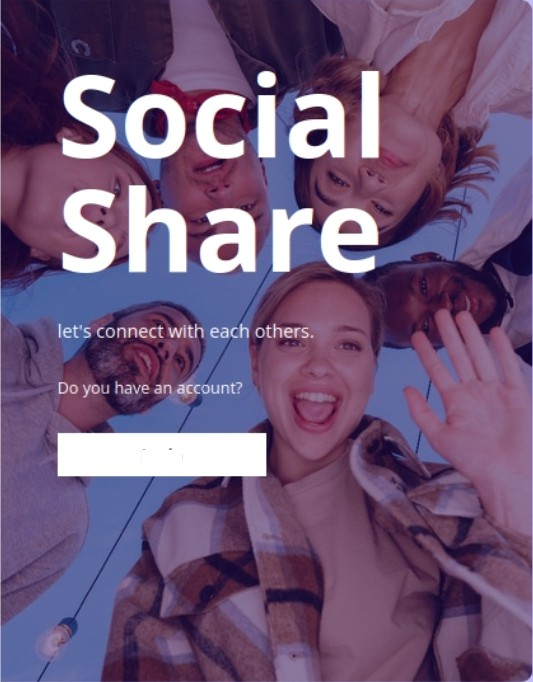 Social
Share
let's connect with each others.
Do you have an account?